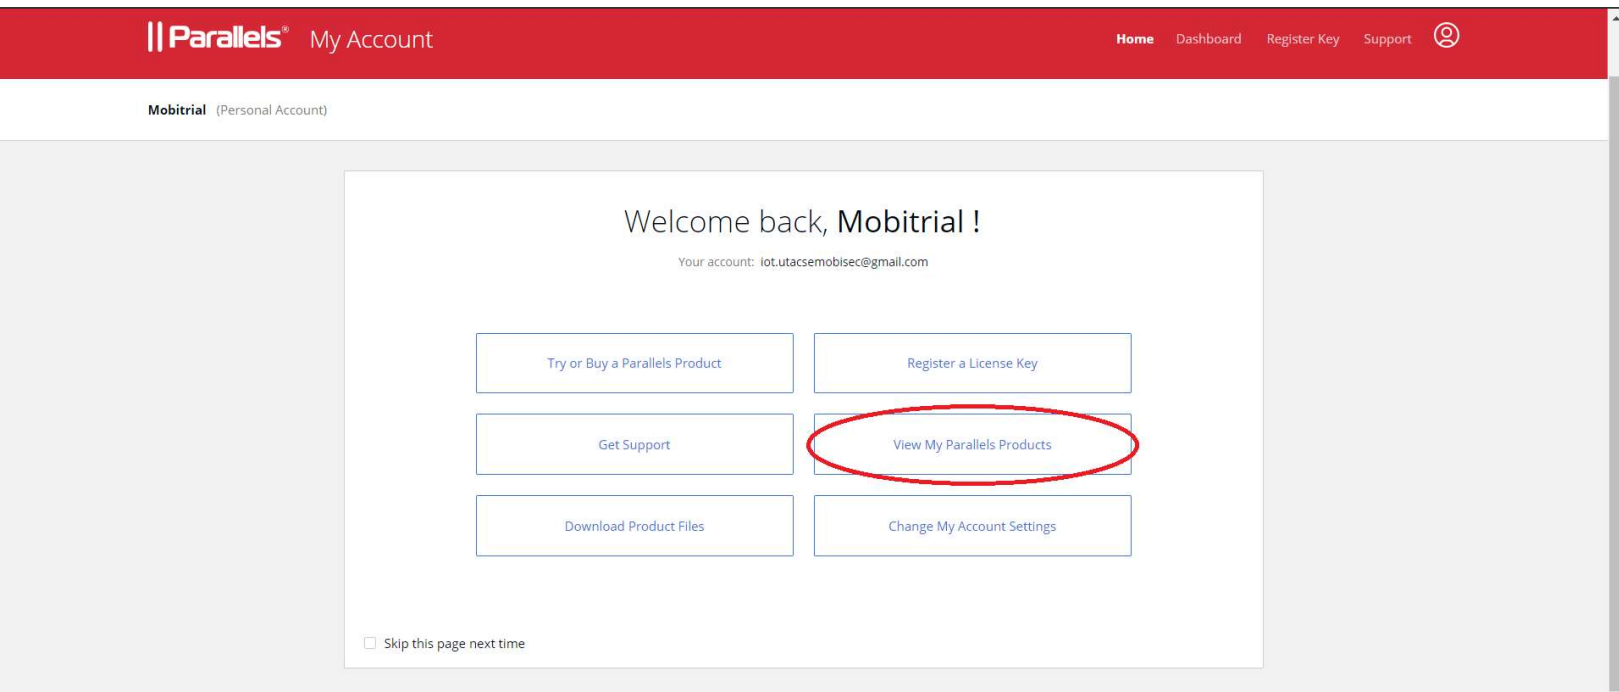 Parallels® My Account
Home Dashboard Register Key Support
Mobitrial (Personal Account)
Welcome back, Mobitrial !
Your account: iot.utacsemobisec@gmail.com
Try or Buy a Parallels Product
Register a License Key
Get Support
View My Parallels Products
Download Product Files
Change My Account Settings
Skip this page next time